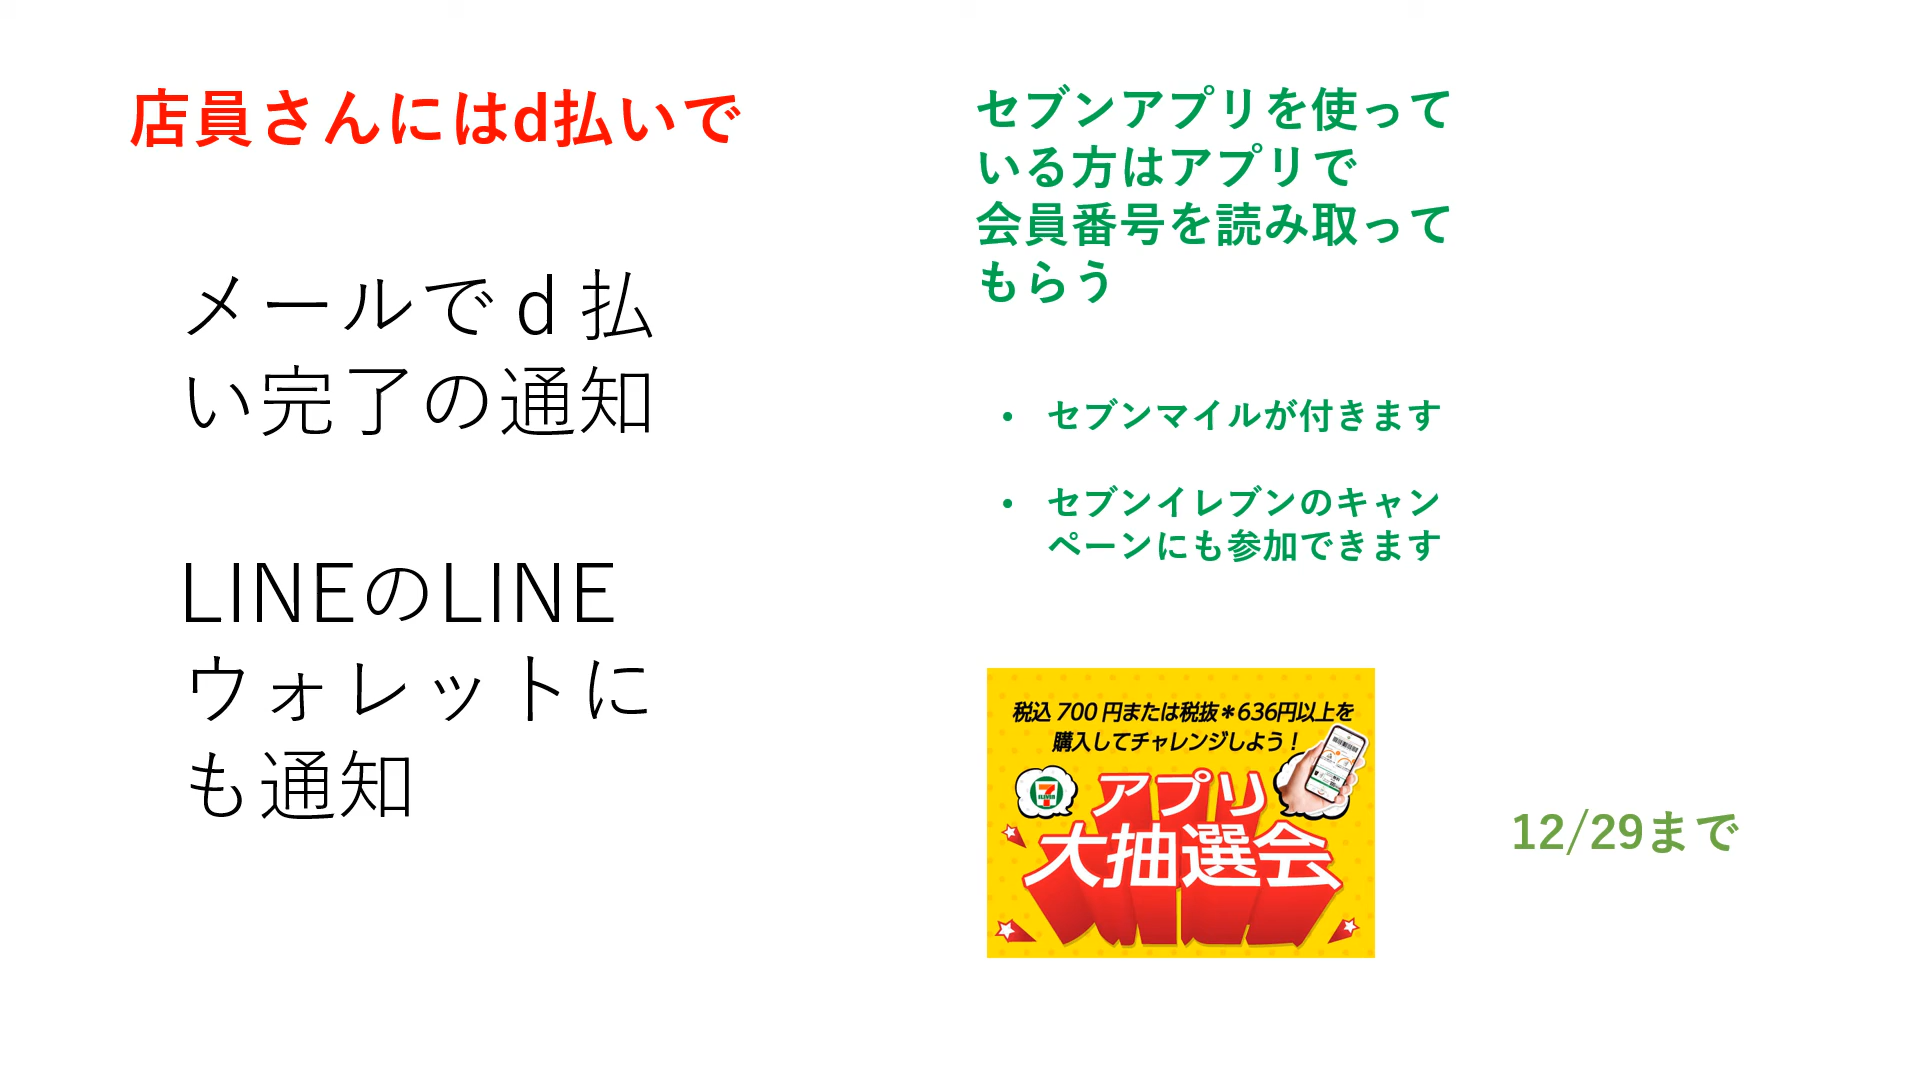 店員さんにはd払いで
メールでｄ払
い完了の通知
LINEのLINE
ウォレットに
も通知
セブンアプリを使って
いる方はアプリで
会員番号を読み取って
もらう
• セブンマイルが付きます
• セブンイレブンのキャン
ペーンにも参加できます
税込700円または税抜＊636円以上を
購入してチャレンジしよう！
7
ELEVEN
アプリ
大抽選会
12/29まで